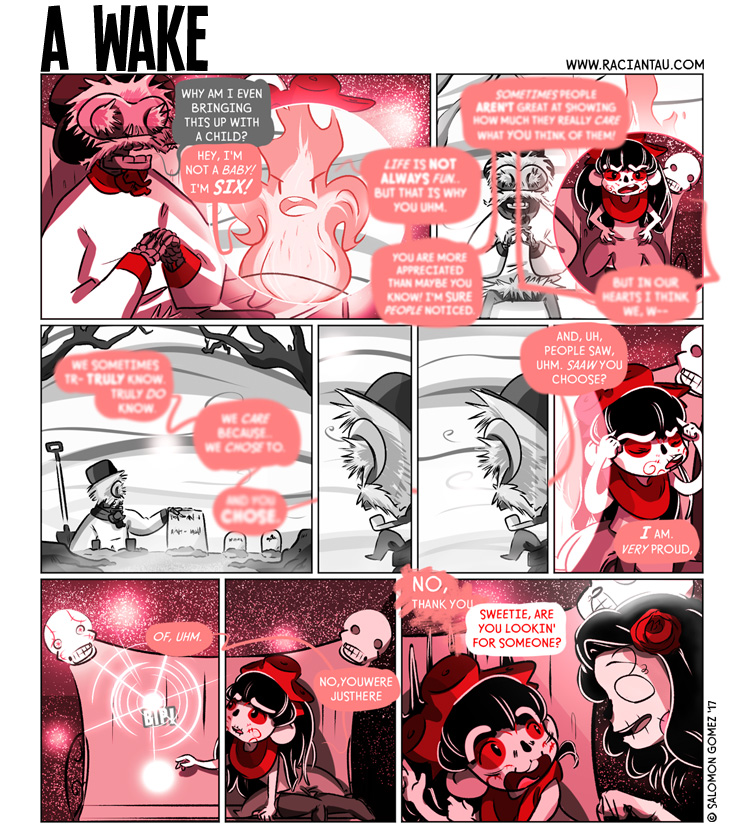 A WAKE
WWW.RACIANTAU.COM
WHY AM I EVEN
BRINGING
THIS UP WITH
A CHILD?
HEY, I'M
NOT A BABY!
I'M SIX!
SOMETIMES PEOPLE
AREN'T GREAT AT SHOWING
HOW MUCH THEY REALLY CARE
WHAT YOU THINK OF THEM!
LIFE IS NOT
ALWAYS FUN..
BUT THAT IS WHY
YOU UHM.
YOU ARE MORE
APPRECIATED
THAN MAYBE YOU
KNOW! I'M SURE
PEOPLE NOTICED.
BUT IN OUR
HEARTS I THINK
WE, W--
WE SOMETIMES
TR- TRULY KNOW.
TRULY DO
KNOW.
WE CARE
BECAUSE..
WE CHOSE TO.
AND YOU
CHOSE.
AND, UH,
PEOPLE SAW,
UHM. SAAW YOU
CHOOSE?
I AM.
VERY PROUD,
OF, UHM.
BIP!
NO,YOUWERE
JUSTHERE
NO,
THANK YOU
SWEETIE, ARE
YOU LOOKIN'
FOR SOMEONE?
© SALOMON GOMEZ '17